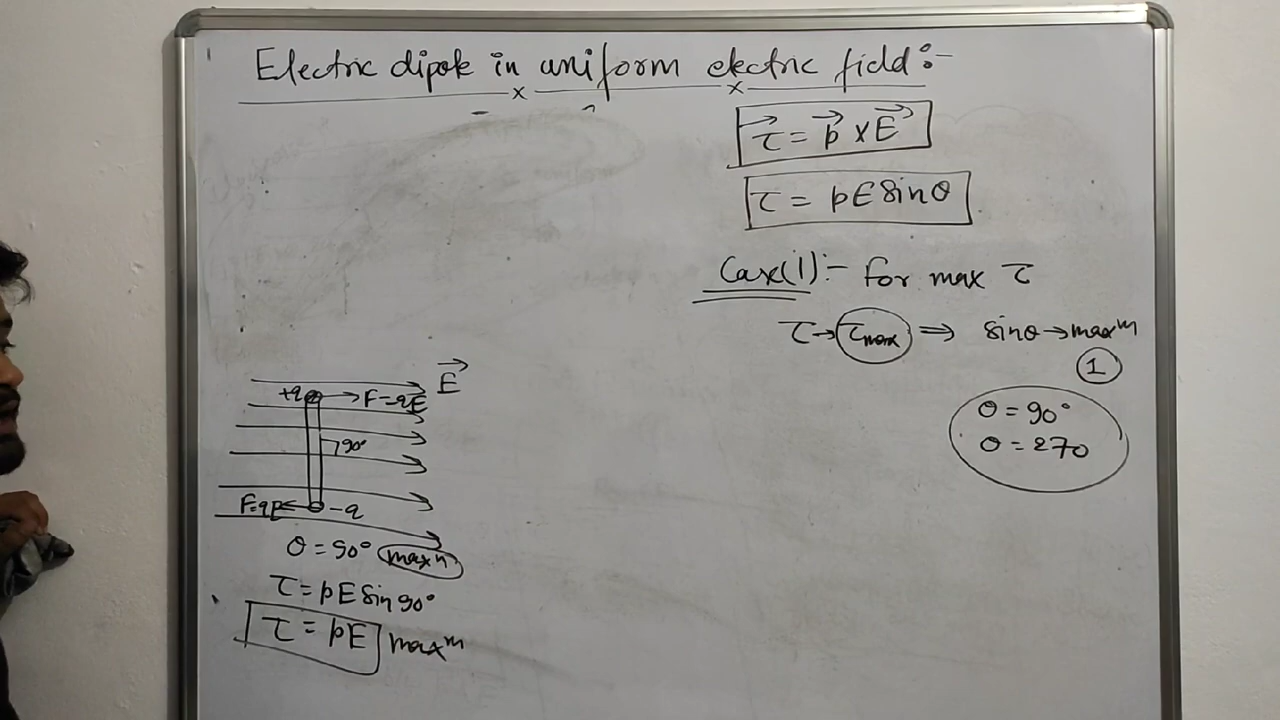 Electric dipole in uniform electric field :-
τ⃗ = p⃗ × E⃗
τ = pE sinθ
Case(1) :- for max τ
τ → τmax ⇒ sinθ → maxᵐ
1
θ = 90°
θ = 270
E⃗
+q F=qE
90°
F=qE -q
θ = 90° maxᵐ
τ = pE sin 90°
τ = pE maxᵐ